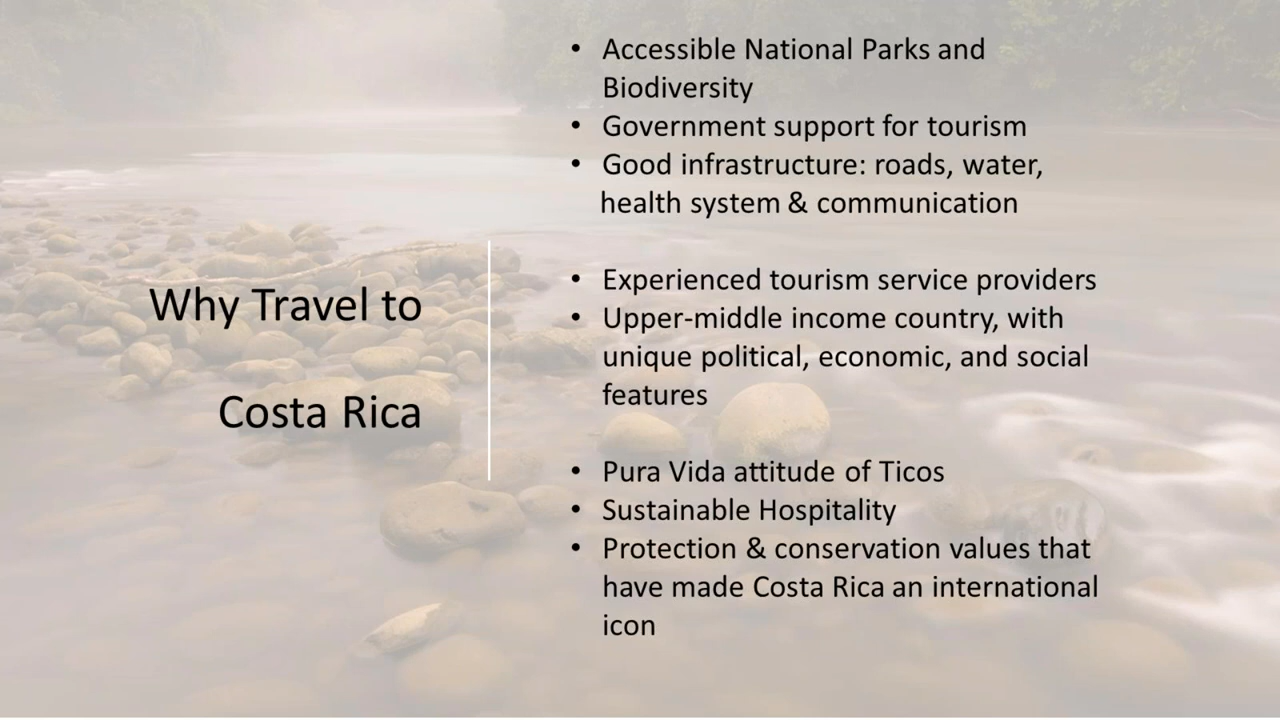 Why Travel to
Costa Rica
• Accessible National Parks and
Biodiversity
• Government support for tourism
• Good infrastructure: roads, water,
health system & communication
• Experienced tourism service providers
• Upper-middle income country, with
unique political, economic, and social
features
• Pura Vida attitude of Ticos
• Sustainable Hospitality
• Protection & conservation values that
have made Costa Rica an international
icon